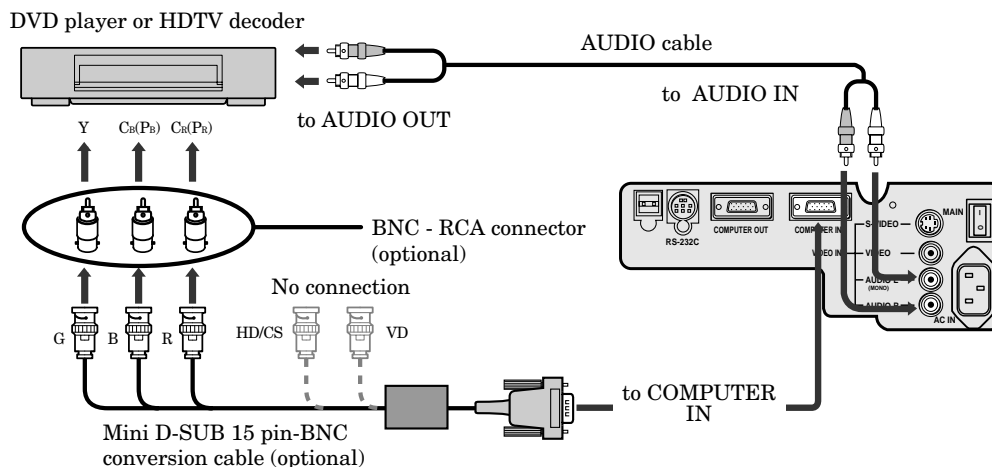 DVD player or HDTV decoder
AUDIO cable
to AUDIO IN
to AUDIO OUT
Y
CB(PB)
CR(PR)
BNC - RCA connector
(optional)
No connection
G
B
R
HD/CS
VD
Mini D-SUB 15 pin-BNC
conversion cable (optional)
to COMPUTER
IN
RS-232C
COMPUTER OUT
COMPUTER IN
S-VIDEO
VIDEO IN
VIDEO
AUDIO L
(MONO)
AUDIO R
MAIN
AC IN